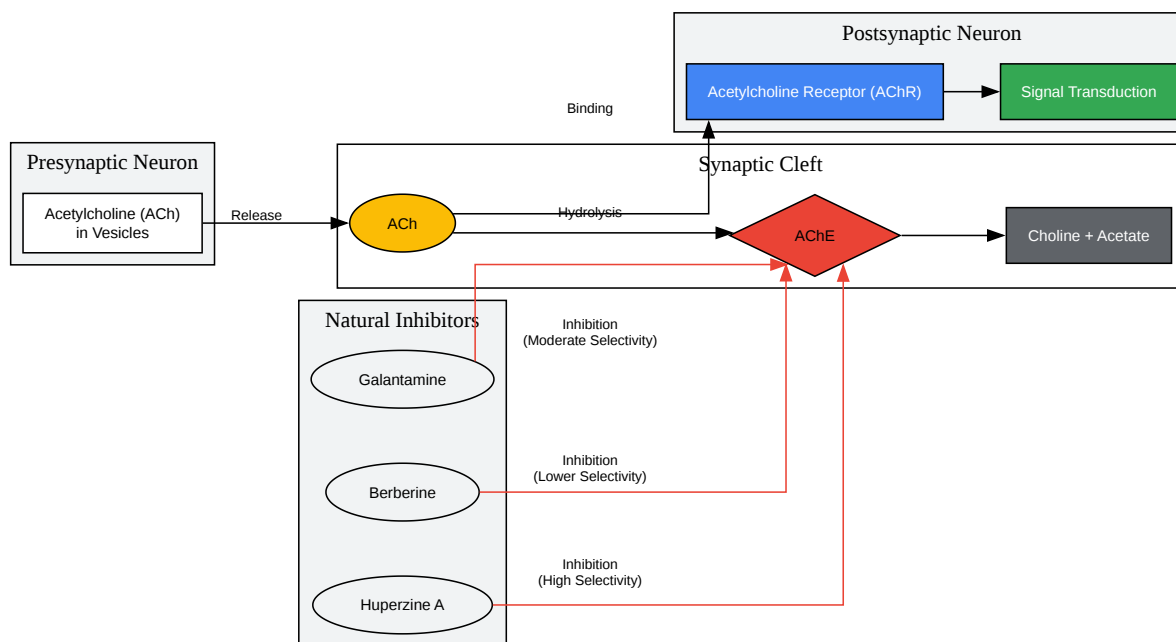 Postsynaptic Neuron
Acetylcholine Receptor (AChR)
Signal Transduction
Binding
Presynaptic Neuron
Acetylcholine (ACh)
in Vesicles
Release
Synaptic Cleft
ACh
Hydrolysis
AChE
Choline + Acetate
Natural Inhibitors
Galantamine
Inhibition
(Moderate Selectivity)
Berberine
Inhibition
(Lower Selectivity)
Huperzine A
Inhibition
(High Selectivity)